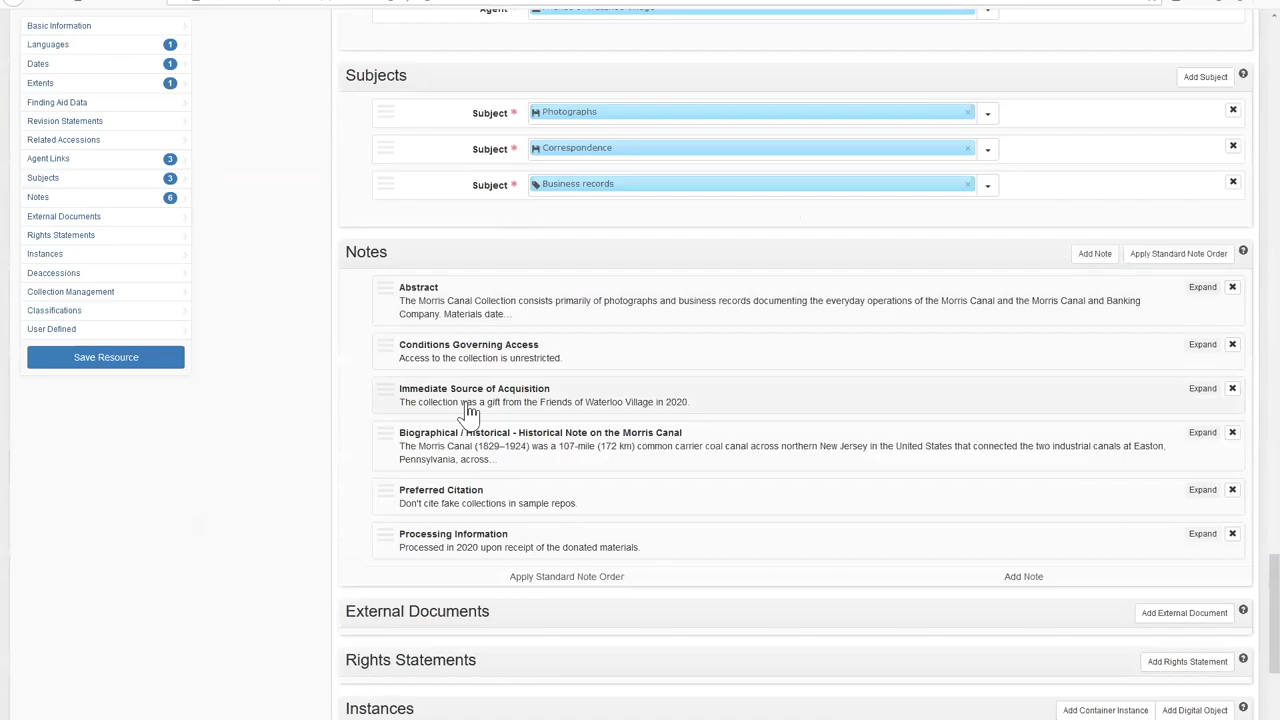 Agent
Basic Information
Languages 1
Dates 1
Extents 1
Finding Aid Data
Revision Statements
Related Accessions
Agent Links 3
Subjects 3
Notes 6
External Documents
Rights Statements
Instances
Deaccessions
Collection Management
Classifications
User Defined
Save Resource
Subjects
Add Subject
Subject * Photographs
Subject * Correspondence
Subject * Business records
Notes
Add Note Apply Standard Note Order
Abstract Expand
The Morris Canal Collection consists primarily of photographs and business records documenting the everyday operations of the Morris Canal and the Morris Canal and Banking
Company. Materials date...
Conditions Governing Access Expand
Access to the collection is unrestricted.
Immediate Source of Acquisition Expand
The collection was a gift from the Friends of Waterloo Village in 2020.
Biographical / Historical - Historical Note on the Morris Canal Expand
The Morris Canal (1829–1924) was a 107-mile (172 km) common carrier coal canal across northern New Jersey in the United States that connected the two industrial canals at Easton,
Pennsylvania, across...
Preferred Citation Expand
Don't cite fake collections in sample repos.
Processing Information Expand
Processed in 2020 upon receipt of the donated materials.
Apply Standard Note Order Add Note
External Documents Add External Document
Rights Statements Add Rights Statement
Instances Add Container Instance Add Digital Object